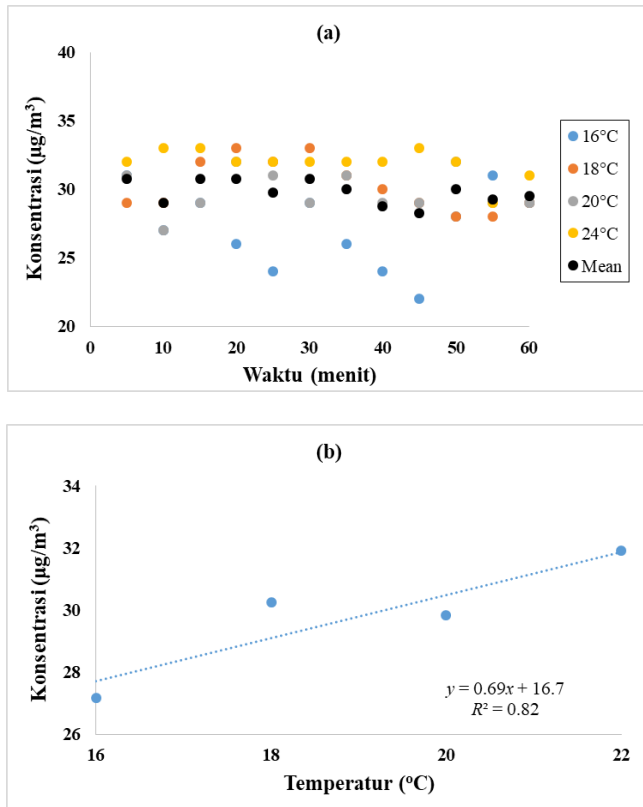 (a)
Konsentrasi (µg/m³)
40
35
30
25
20
0 10 20 30 40 50 60
Waktu (menit)
16°C
18°C
20°C
24°C
Mean
(b)
Konsentrasi (µg/m³)
34
32
30
28
26
y = 0.69x + 16.7
R² = 0.82
16 18 20 22
Temperatur (°C)